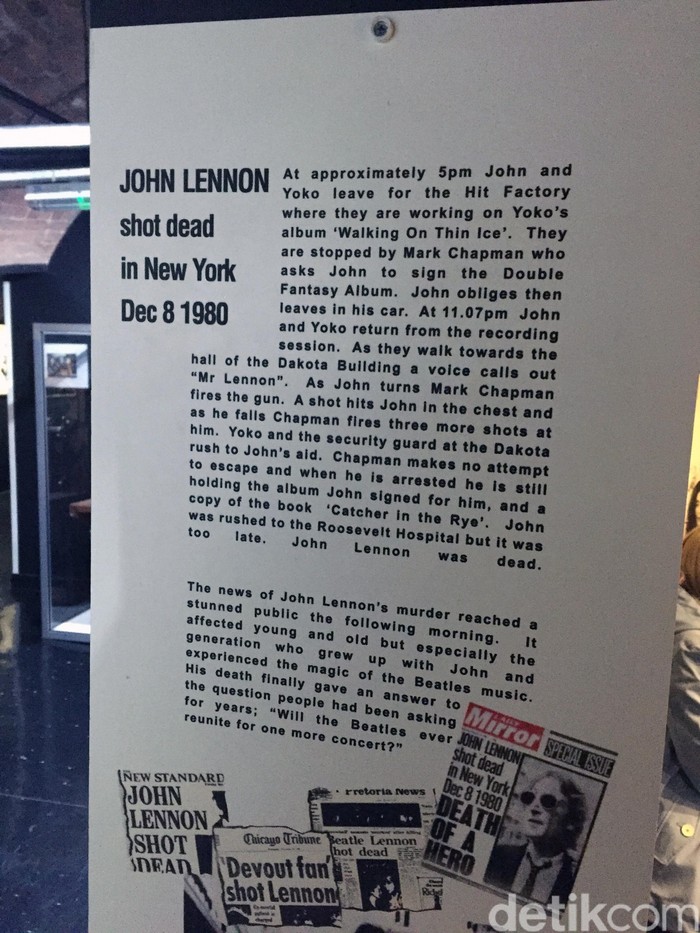 JOHN LENNON
shot dead
in New York
Dec 8 1980
At approximately 5pm John and
Yoko leave for the Hit Factory
where they are working on Yoko's
album 'Walking On Thin Ice'. They
are stopped by Mark Chapman who
asks John to sign the Double
Fantasy Album. John obliges then
leaves in his car. At 11.07pm John
and Yoko return from the recording
session. As they walk towards the
hall of the Dakota Building a voice calls out
"Mr Lennon". As John turns Mark Chapman
fires the gun. A shot hits John in the chest and
as he falls Chapman fires three more shots at
him. Yoko and the security guard at the Dakota
rush to John's aid. Chapman makes no attempt
to escape and when he is arrested he is still
holding the album John signed for him, and a
copy of the book 'Catcher in the Rye'. John
was rushed to the Roosevelt Hospital but it was
too late. John Lennon was dead.
The news of John Lennon's murder reached a
stunned public the following morning. It
affected young and old but especially the
generation who grew up with John and
experienced the magic of the Beatles music.
His death finally gave an answer to
the question people had been asking
for years; "Will the Beatles ever
reunite for one more concert?"
NEW STANDARD
JOHN
LENNON
SHOT
DEAD
Chicago Tribune
Devout fan
shot Lennon
Pretoria News
Beatle Lennon
shot dead
DAILY
Mirror
SPECIAL ISSUE
JOHN LENNON
shot dead
in New York
Dec 8 1980
DEATH
OF A
HERO
detikcom